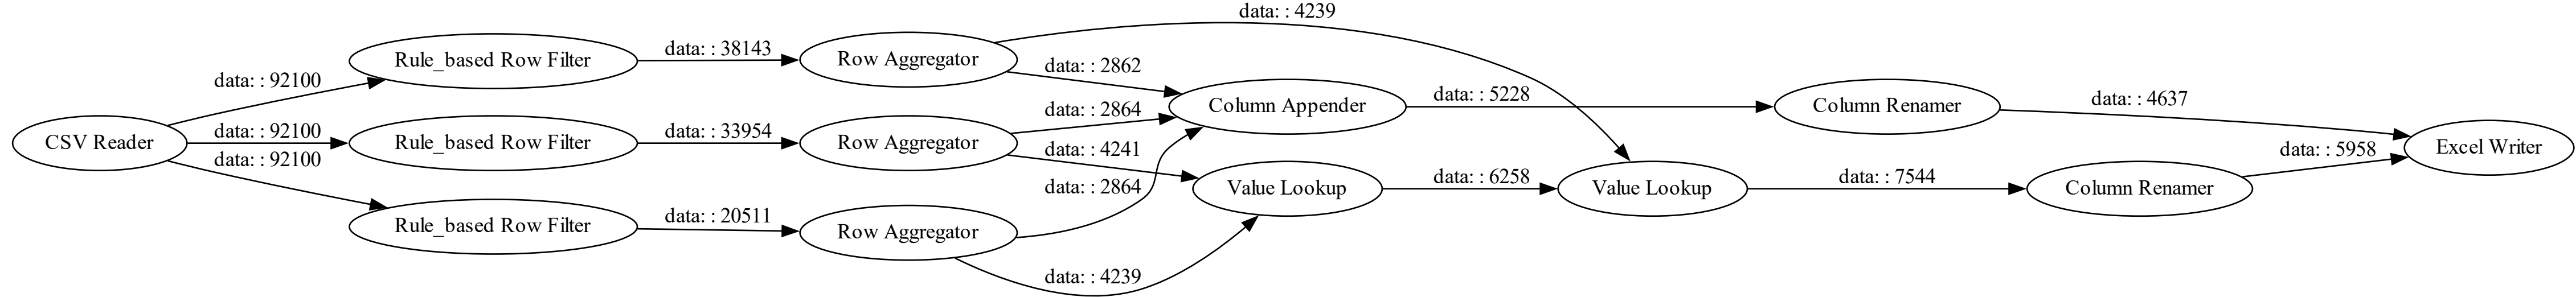 data: : 4239
data: : 38143
Rule_based Row Filter
Row Aggregator
data: : 92100
data: : 2862
data: : 5228
Column Appender
Column Renamer
data: : 4637
data: : 2864
CSV Reader
data: : 92100
Rule_based Row Filter
data: : 33954
Row Aggregator
data: : 4241
Excel Writer
data: : 5958
data: : 92100
data: : 2864
Value Lookup
data: : 6258
Value Lookup
data: : 7544
Column Renamer
Rule_based Row Filter
data: : 20511
Row Aggregator
data: : 4239